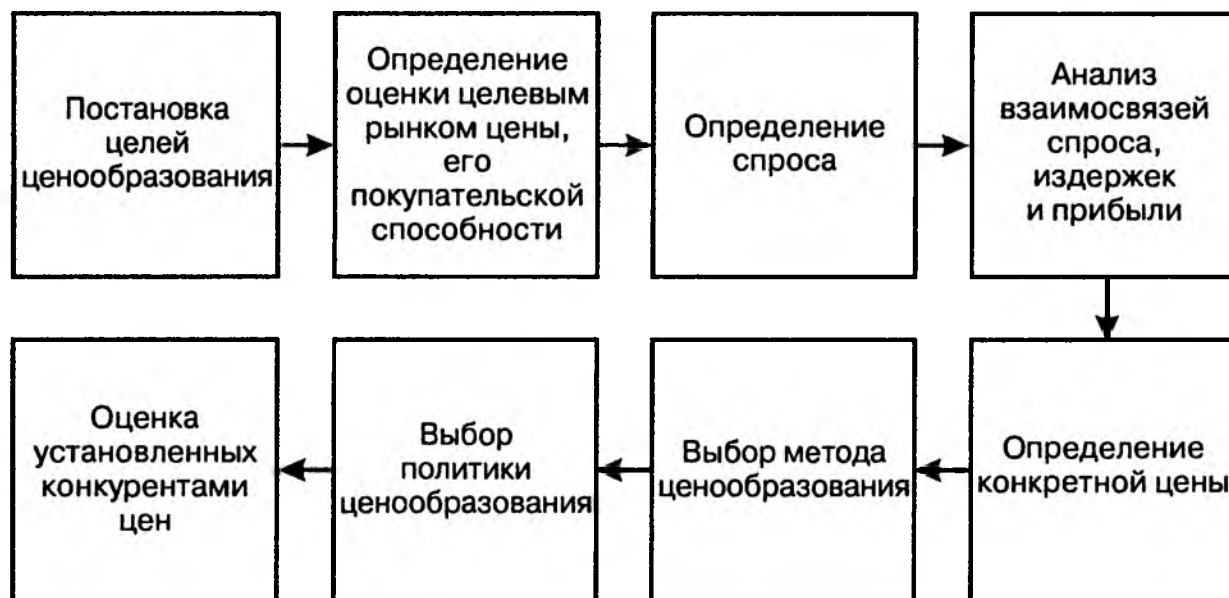 Постановка
целей
ценообразования
Определение
оценки целевым
рынком цены,
его
покупательской
способности
Определение
спроса
Анализ
взаимосвязей
спроса,
издержек
и прибыли
Оценка
установленных
конкурентами
цен
Выбор
политики
ценообразования
Выбор метода
ценообразования
Определение
конкретной цены